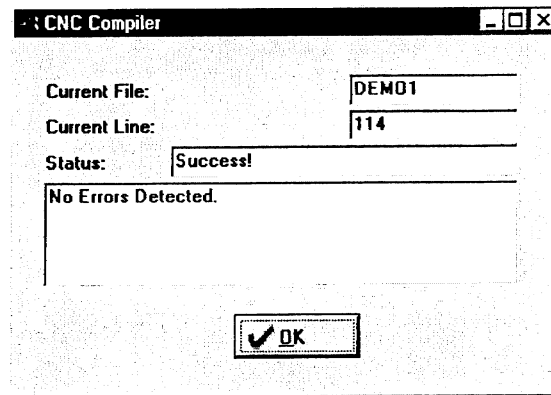 CNC Compiler
Current File: DEMO1
Current Line: 114
Status: Success!
No Errors Detected.
OK